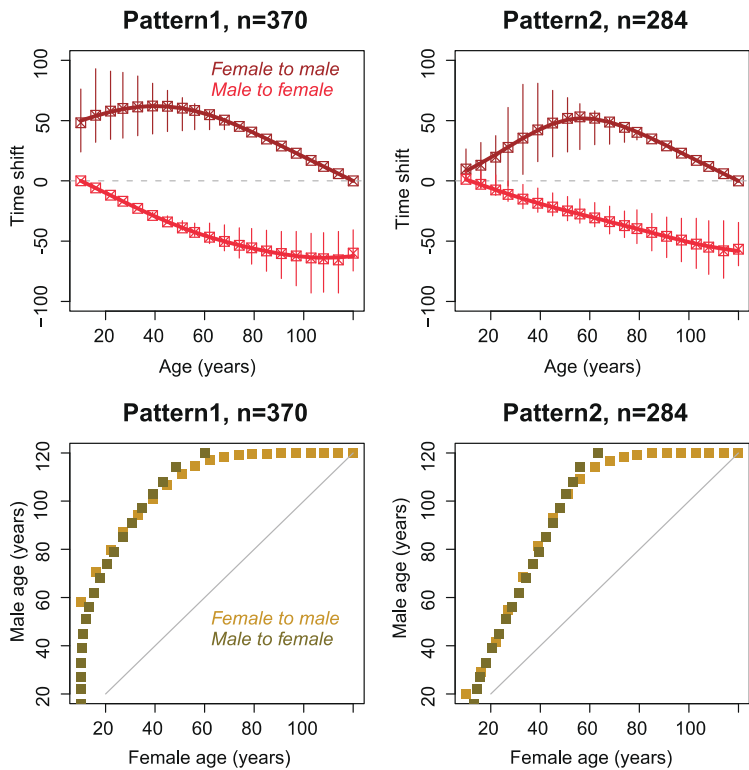 Pattern1, n=370
Female to male
Male to female
Time shift
100
50
0
−50
−100
20 40 60 80 100
Age (years)
Pattern2, n=284
Time shift
100
50
0
−50
−100
20 40 60 80 100
Age (years)
Pattern1, n=370
Female to male
Male to female
Male age (years)
120
100
80
60
40
20
20 40 60 80 100
Female age (years)
Pattern2, n=284
Male age (years)
120
100
80
60
40
20
20 40 60 80 100
Female age (years)